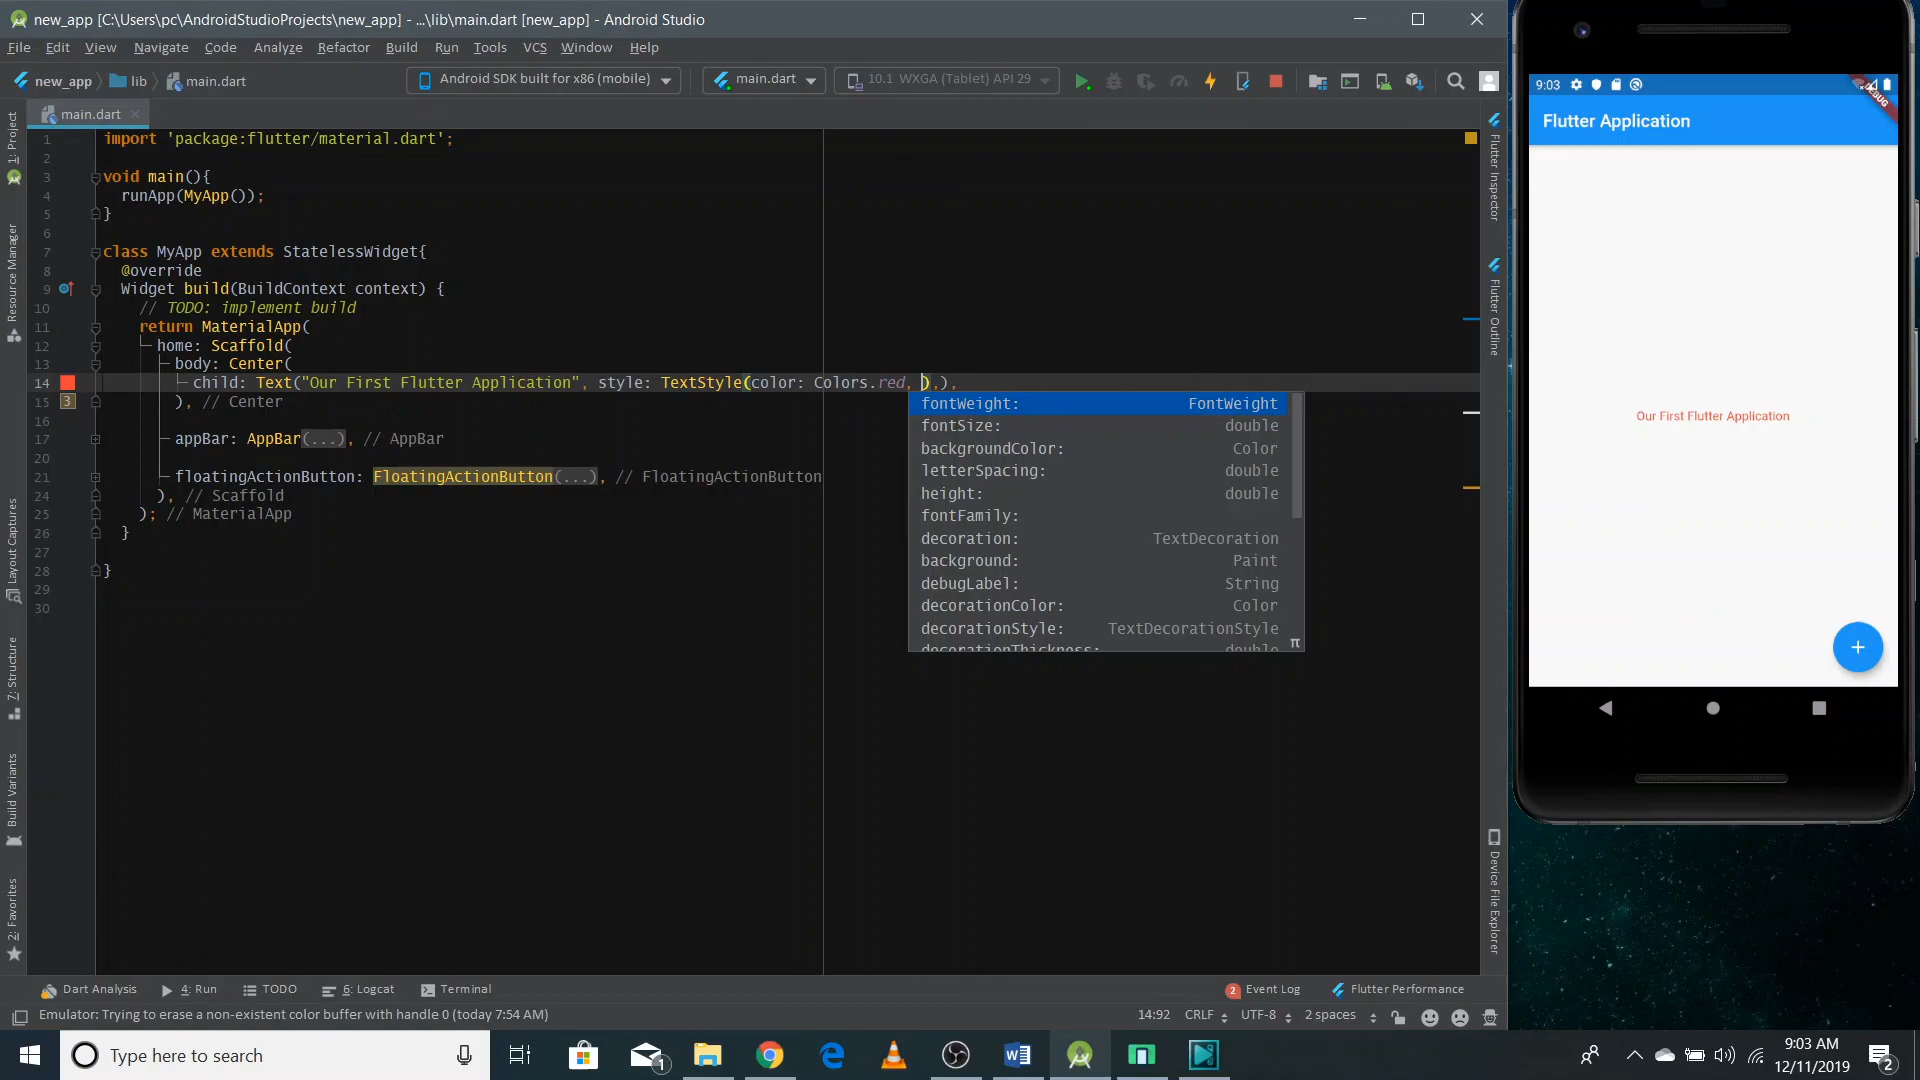 new_app [C:\Users\pc\AndroidStudioProjects\new_app] - ...\lib\main.dart [new_app] - Android Studio
File Edit View Navigate Code Analyze Refactor Build Run Tools VCS Window Help
new_app lib main.dart Android SDK built for x86 (mobile) main.dart 10.1 WXGA (Tablet) API 29
main.dart
1 import 'package:flutter/material.dart';
2
3 void main(){
4 runApp(MyApp());
5 }
6
7 class MyApp extends StatelessWidget{
8 @override
9 Widget build(BuildContext context) {
10 // TODO: implement build
11 return MaterialApp(
12 home: Scaffold(
13 body: Center(
14 child: Text("Our First Flutter Application", style: TextStyle(color: Colors.red, ),),
15 ), // Center
16
17 appBar: AppBar(...), // AppBar
20
21 floatingActionButton: FloatingActionButton(...), // FloatingActionButton
24 ), // Scaffold
25 ); // MaterialApp
26 }
27
28 }
29
30
3
fontWeight: FontWeight
fontSize: double
backgroundColor: Color
letterSpacing: double
height: double
fontFamily:
decoration: TextDecoration
background: Paint
debugLabel: String
decorationColor: Color
decorationStyle: TextDecorationStyle
decorationThickness: double
π
1: Project
Resource Manager
Layout Captures
7: Structure
Build Variants
2: Favorites
Flutter Inspector
Flutter Outline
Device File Explorer
9:03
DEBUG
Flutter Application
Our First Flutter Application
Dart Analysis 4: Run TODO 6: Logcat Terminal 2 Event Log Flutter Performance
Emulator: Trying to erase a non-existent color buffer with handle 0 (today 7:54 AM) 14:92 CRLF UTF-8 2 spaces
Type here to search
1
9:03 AM
12/11/2019
2